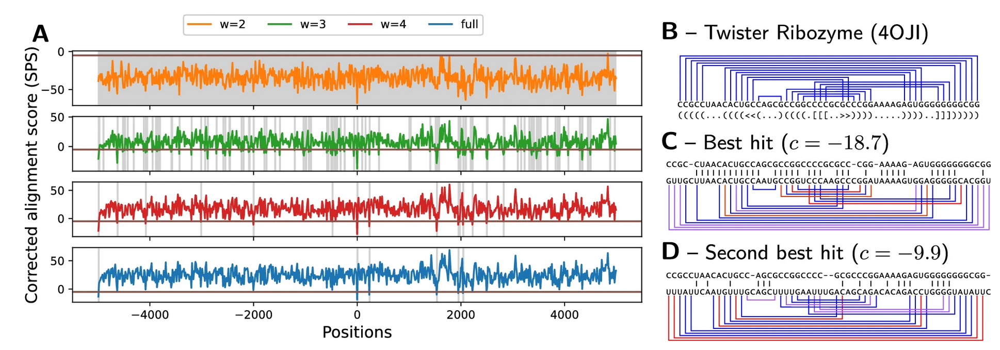 w=2 w=3 w=4 full
A
Corrected alignment score (SPS)
0
−50
50
0
50
0
50
0
−4000 −2000 0 2000 4000
Positions
B – Twister Ribozyme (4OJI)
CCGCCUAACACUGCCAGCGCCGGCCCCGCGCCCGGAAAAGAGUGGGGGGGGCGG
(((((...((((<<(...)((((.[[[..>>)))).....))))..]]])))))
C – Best hit (c = −18.7)
CCGC-CUAACACUGCCAGCGCCGGCCCCGCGCC-CGG-AAAAG-AGUGGGGGGGGCGG
GUUGCUUAACACUGCCAAUGCCGGUCCCAAGCCCGGAUAAAAGUGGAGGGGGCACGGU
D – Second best hit (c = −9.9)
CCGCCUAACACUGCC-AGCGCCGGCCCC--GCGCCCGGAAAAGAGUGGGGGGGGCGG-
UUUAUUCAAUGUUUGCAGCUUUUGAAUUUGACAGCAGACACAGACCUGGGGUAUAUUC